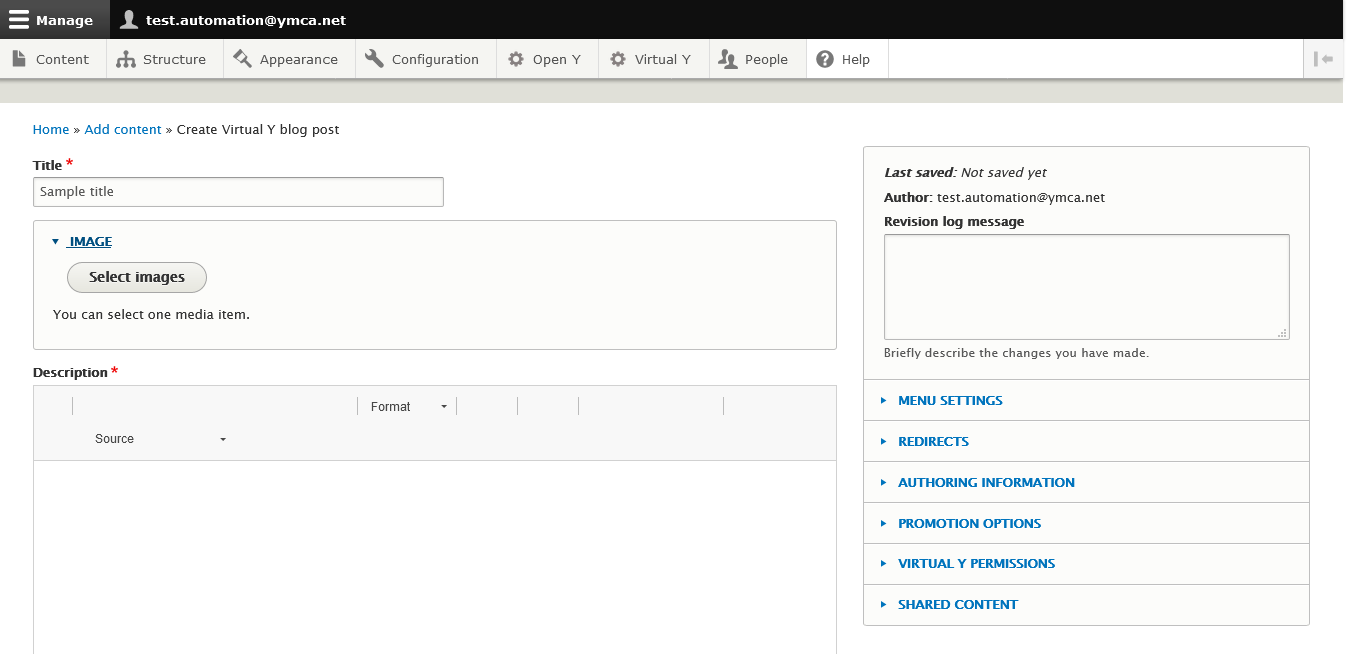 Manage test.automation@ymca.net
Content Structure Appearance Configuration Open Y Virtual Y People Help
Home » Add content » Create Virtual Y blog post
Title *
Sample title
IMAGE
Select images
You can select one media item.
Description *
Format
Source
Last saved: Not saved yet
Author: test.automation@ymca.net
Revision log message
Briefly describe the changes you have made.
MENU SETTINGS
REDIRECTS
AUTHORING INFORMATION
PROMOTION OPTIONS
VIRTUAL Y PERMISSIONS
SHARED CONTENT